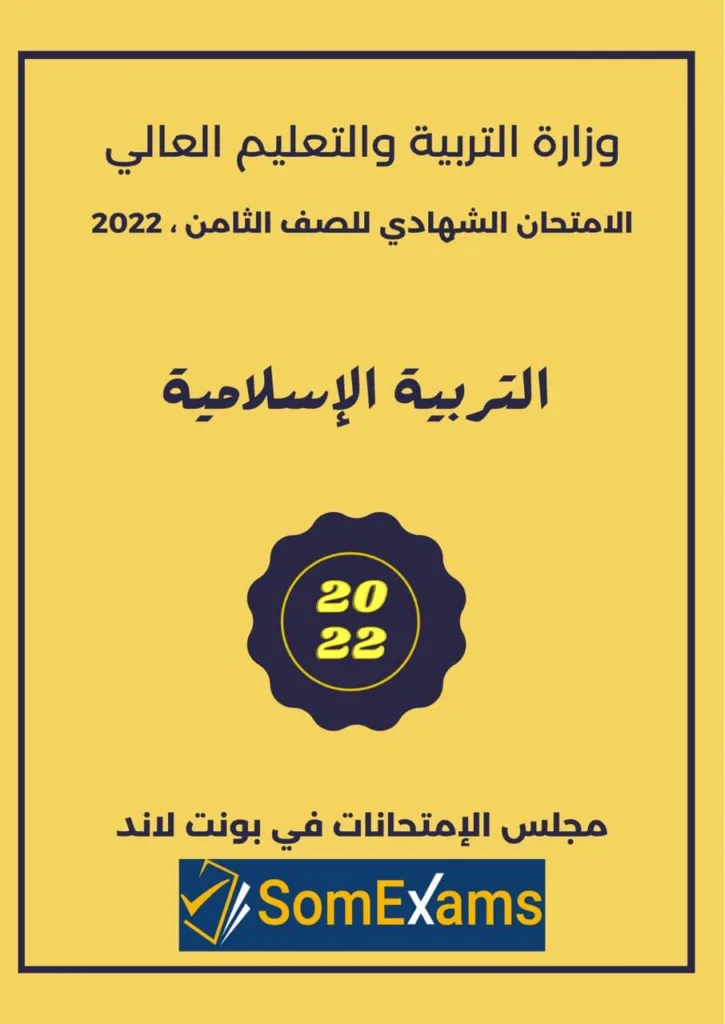 وزارة التربية والتعليم العالي
الامتحان الشهادي للصف الثامن ، 2022
التربية الإسلامية
20
22
مجلس الإمتحانات في بونت لاند
SomExams